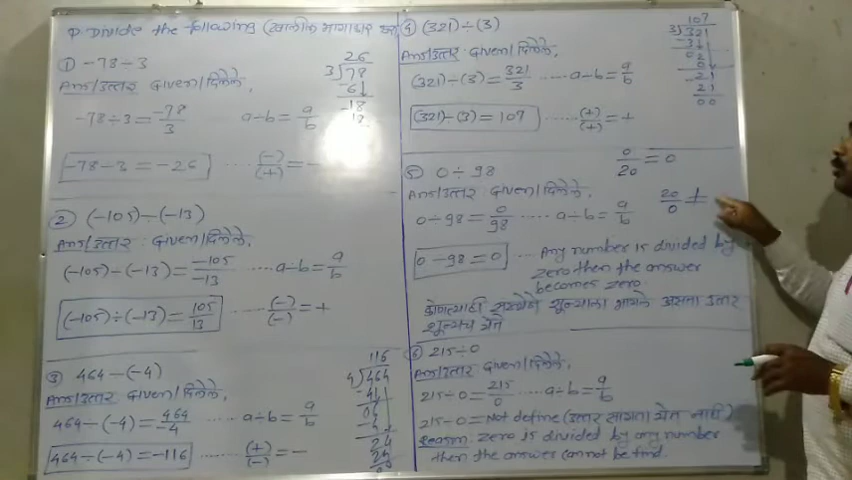 Divide the following (खालील भागाकार करा)
① -78÷3
Ans/उत्तर: Given/दिलेले,
-78÷3 = -78/3 a÷b = a/b
-78÷3 = -26 ..... (-)/(+) = -
26
3)78
-6↓
18
18
② (-105)÷(-13)
Ans/उत्तर: Given/दिलेले,
(-105)÷(-13) = -105/-13 ....a÷b = a/b
(-105)÷(-13) = 105/13 ...... (-)/(-) = +
③ 464÷(-4)
Ans/उत्तर: Given/दिलेले,
464÷(-4) = 464/-4 ..... a÷b = a/b
464÷(-4) = -116 ....... (+)/(-) = -
116
4)464
-4↓
06
-4
24
24
00
④ (321)÷(3)
Ans/उत्तर: Given/दिलेले,
(321)÷(3) = 321/3 .....a÷b = a/b
(321)÷(3) = 107 ..... (+)/(+) = +
107
3)321
-3↓
02
0↓
21
21
00
⑤ 0÷98
0/20 = 0
Ans/उत्तर: Given/दिलेले,
20/0
0÷98 = 0/98 .....a÷b = a/b
0÷98 = 0 ... Any number is divided by
zero then the answer
becomes zero.
कोणत्याही संख्येने शून्याला भागले असता उत्तर
शून्यच येते
⑥ 215÷0
Ans/उत्तर: Given/दिलेले,
215÷0 = 215/0 ....a÷b = a/b
215÷0 = Not define (उत्तर सांगता येत नाही)
Reason: zero is divided by any number
then the answer cannot be find.